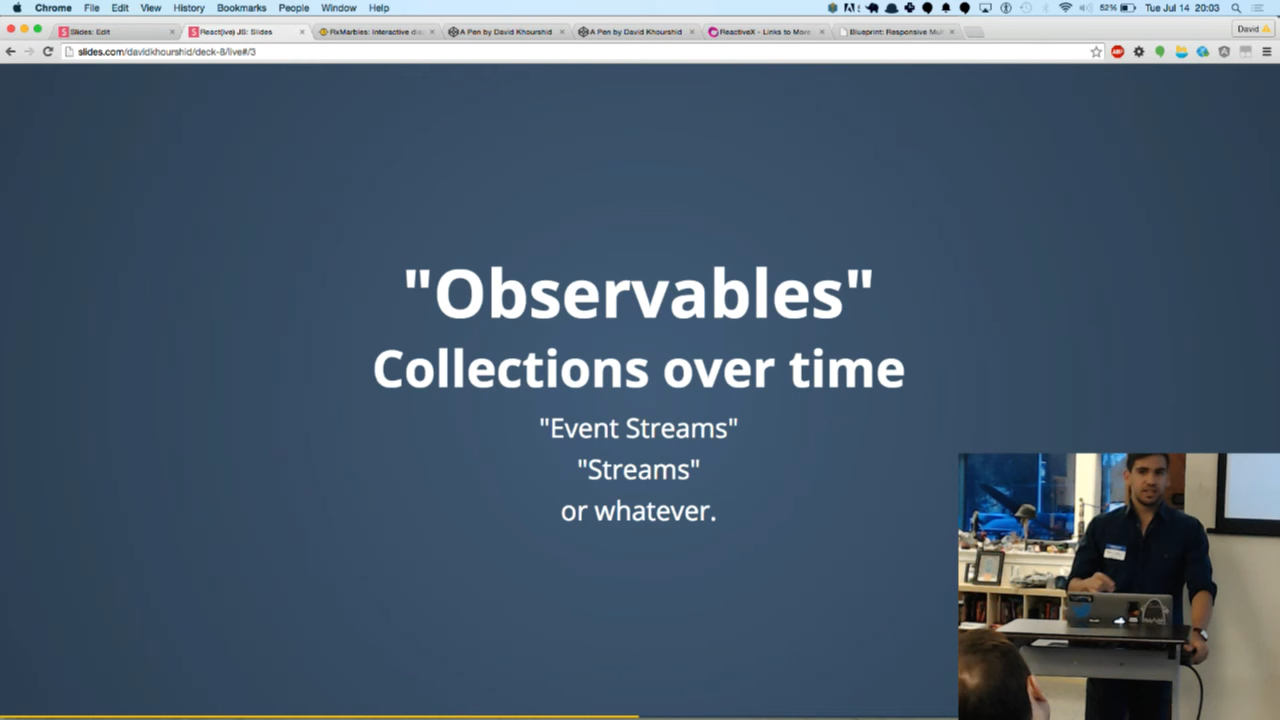 Chrome File Edit View History Bookmarks People Window Help 52% Tue Jul 14 20:03
Slides: Edit React(ive) JS: Slides RxMarbles: Interactive dia A Pen by David Khourshid A Pen by David Khourshid ReactiveX - Links to More Blueprint: Responsive Mul David
slides.com/davidkhourshid/deck-8/live#/3
"Observables"
Collections over time
"Event Streams"
"Streams"
or whatever.